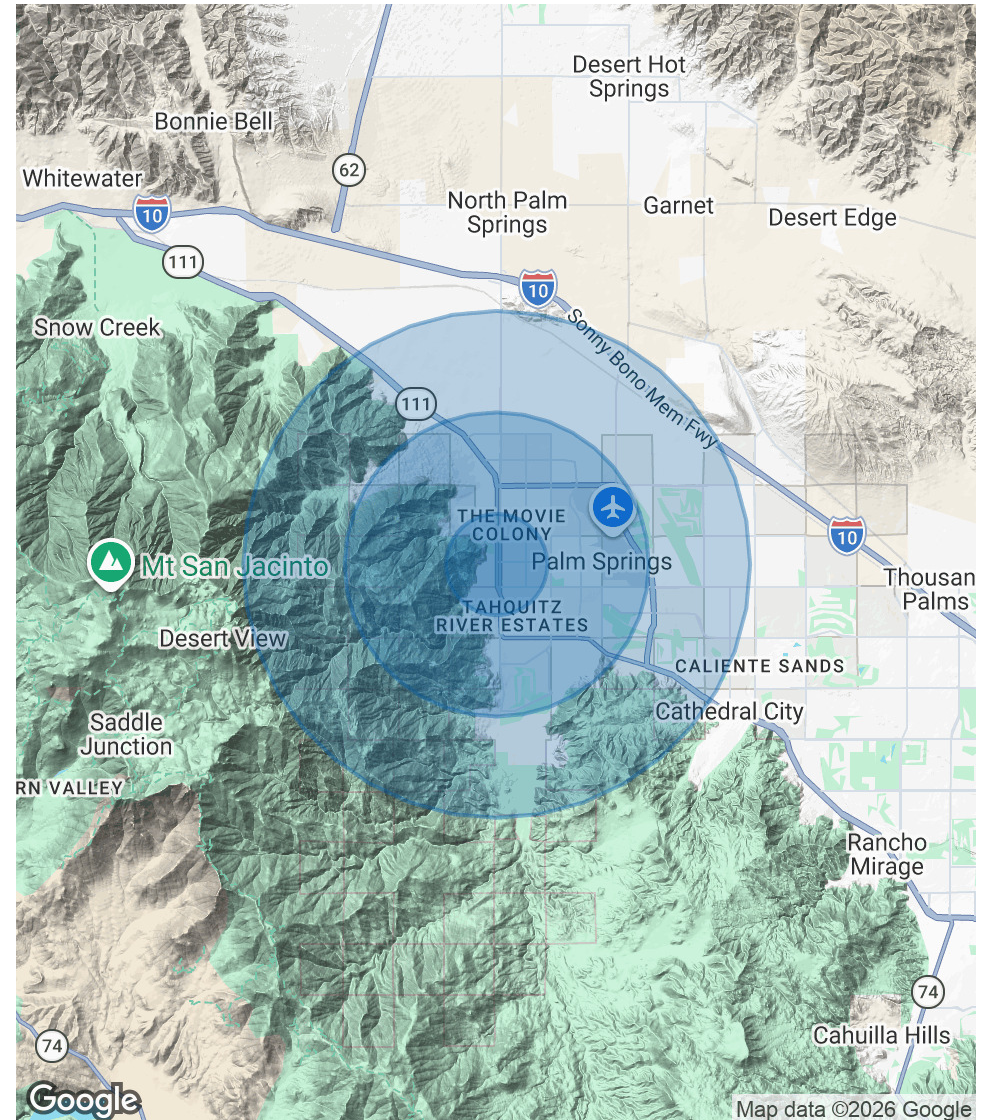 Desert Hot
Springs
Bonnie Bell
62
Whitewater
10
North Palm
Springs
Garnet
Desert Edge
111
10
Snow Creek
Sonny Bono Mem Fwy
111
THE MOVIE
COLONY
10
Palm Springs
Mt San Jacinto
Thousan
Palms
TAHQUITZ
RIVER ESTATES
Desert View
CALIENTE SANDS
Cathedral City
Saddle
Junction
RN VALLEY
Rancho
Mirage
74
Cahuilla Hills
74
Google
Map data ©2026 Google